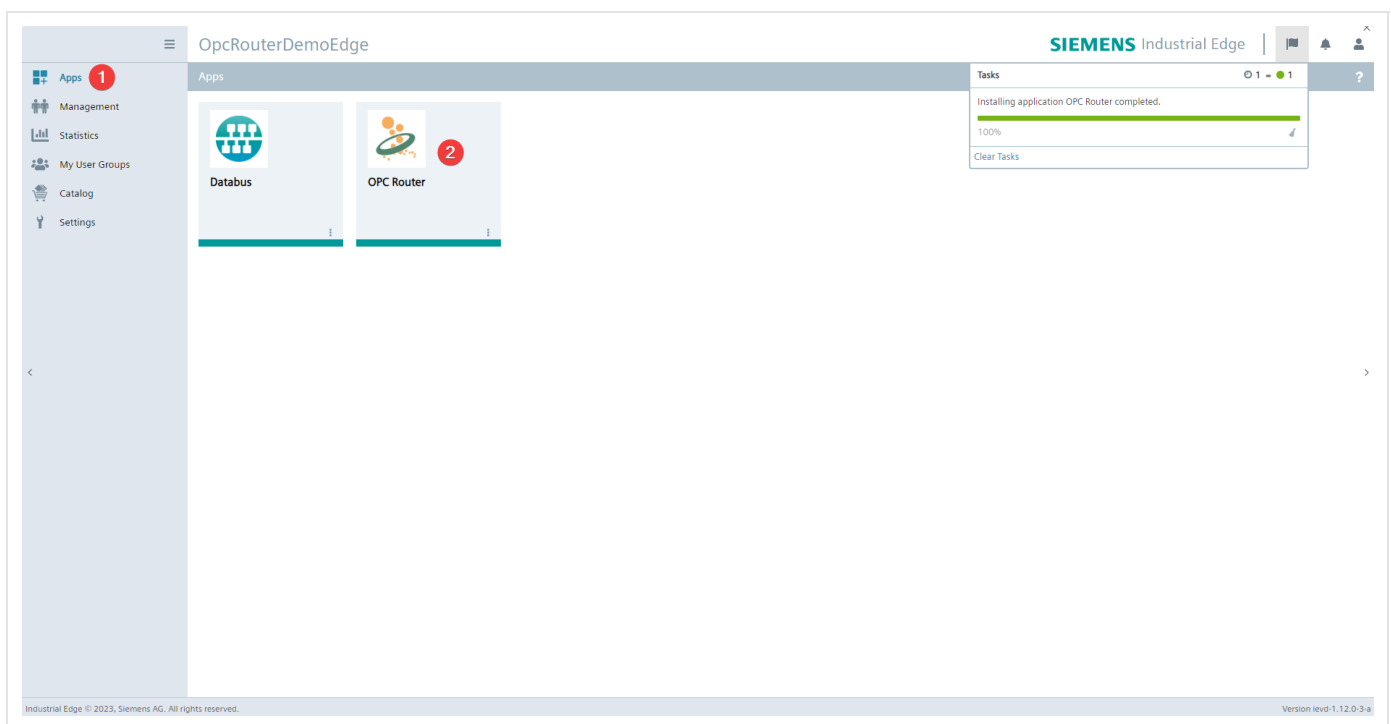 OpcRouterDemoEdge
SIEMENS Industrial Edge
Apps 1
Management
Statistics
My User Groups
Catalog
Settings
Apps
?
Databus
OPC Router
2
Tasks
1 = 1
Installing application OPC Router completed.
100%
Clear Tasks
Industrial Edge © 2023, Siemens AG. All rights reserved.
Version ievd-1.12.0-3-a